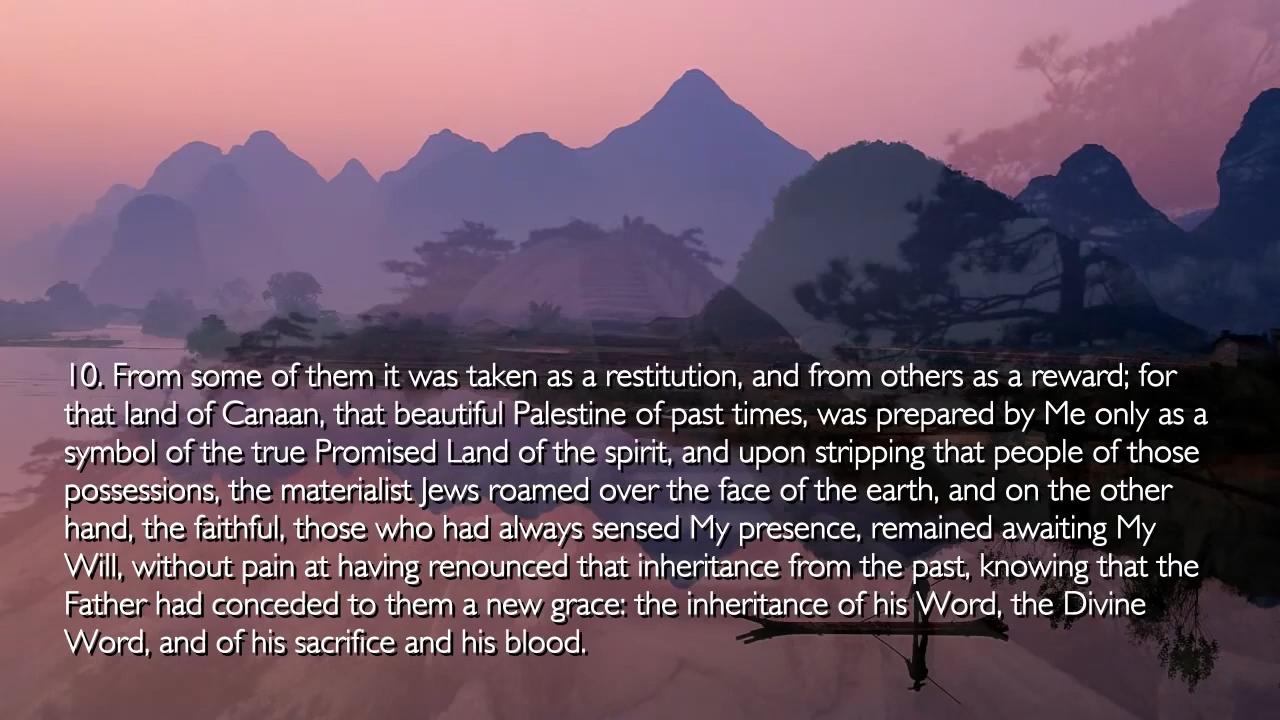 10. From some of them it was taken as a restitution, and from others as a reward; for
that land of Canaan, that beautiful Palestine of past times, was prepared by Me only as a
symbol of the true Promised Land of the spirit, and upon stripping that people of those
possessions, the materialist Jews roamed over the face of the earth, and on the other
hand, the faithful, those who had always sensed My presence, remained awaiting My
Will, without pain at having renounced that inheritance from the past, knowing that the
Father had conceded to them a new grace: the inheritance of his Word, the Divine
Word, and of his sacrifice and his blood.